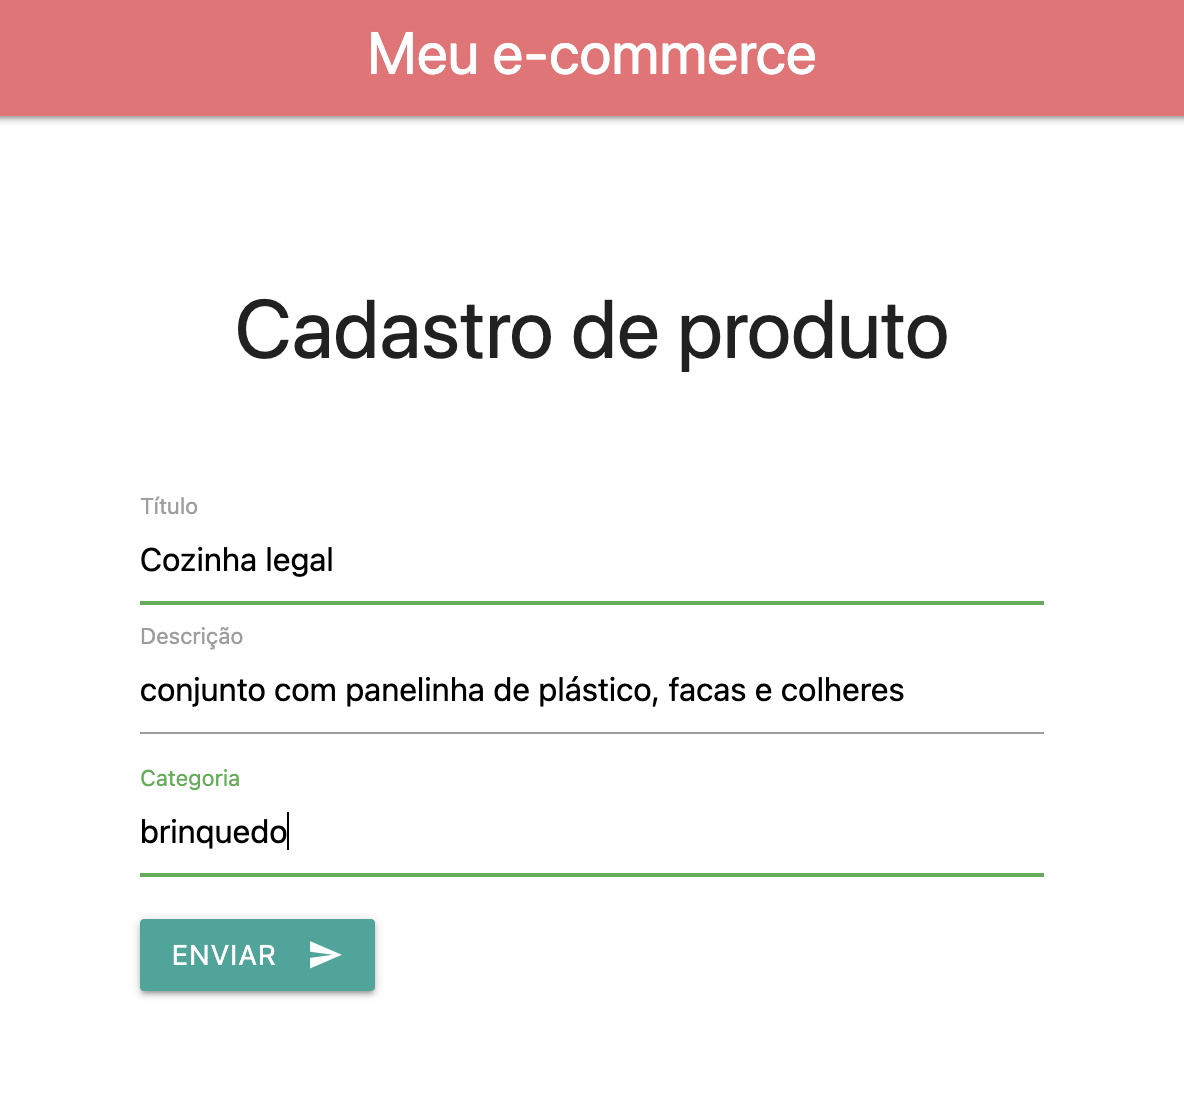 Meu e-commerce
Cadastro de produto
Título
Cozinha legal
Descrição
conjunto com panelinha de plástico, facas e colheres
Categoria
brinquedo
ENVIAR